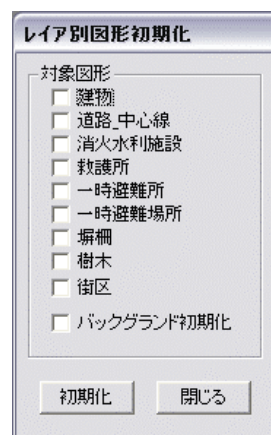 レイア別図形初期化
対象図形
建物
道路_中心線
消火水利施設
救護所
一時避難所
一時避難場所
塀柵
樹木
街区
バックグランド初期化
初期化
閉じる